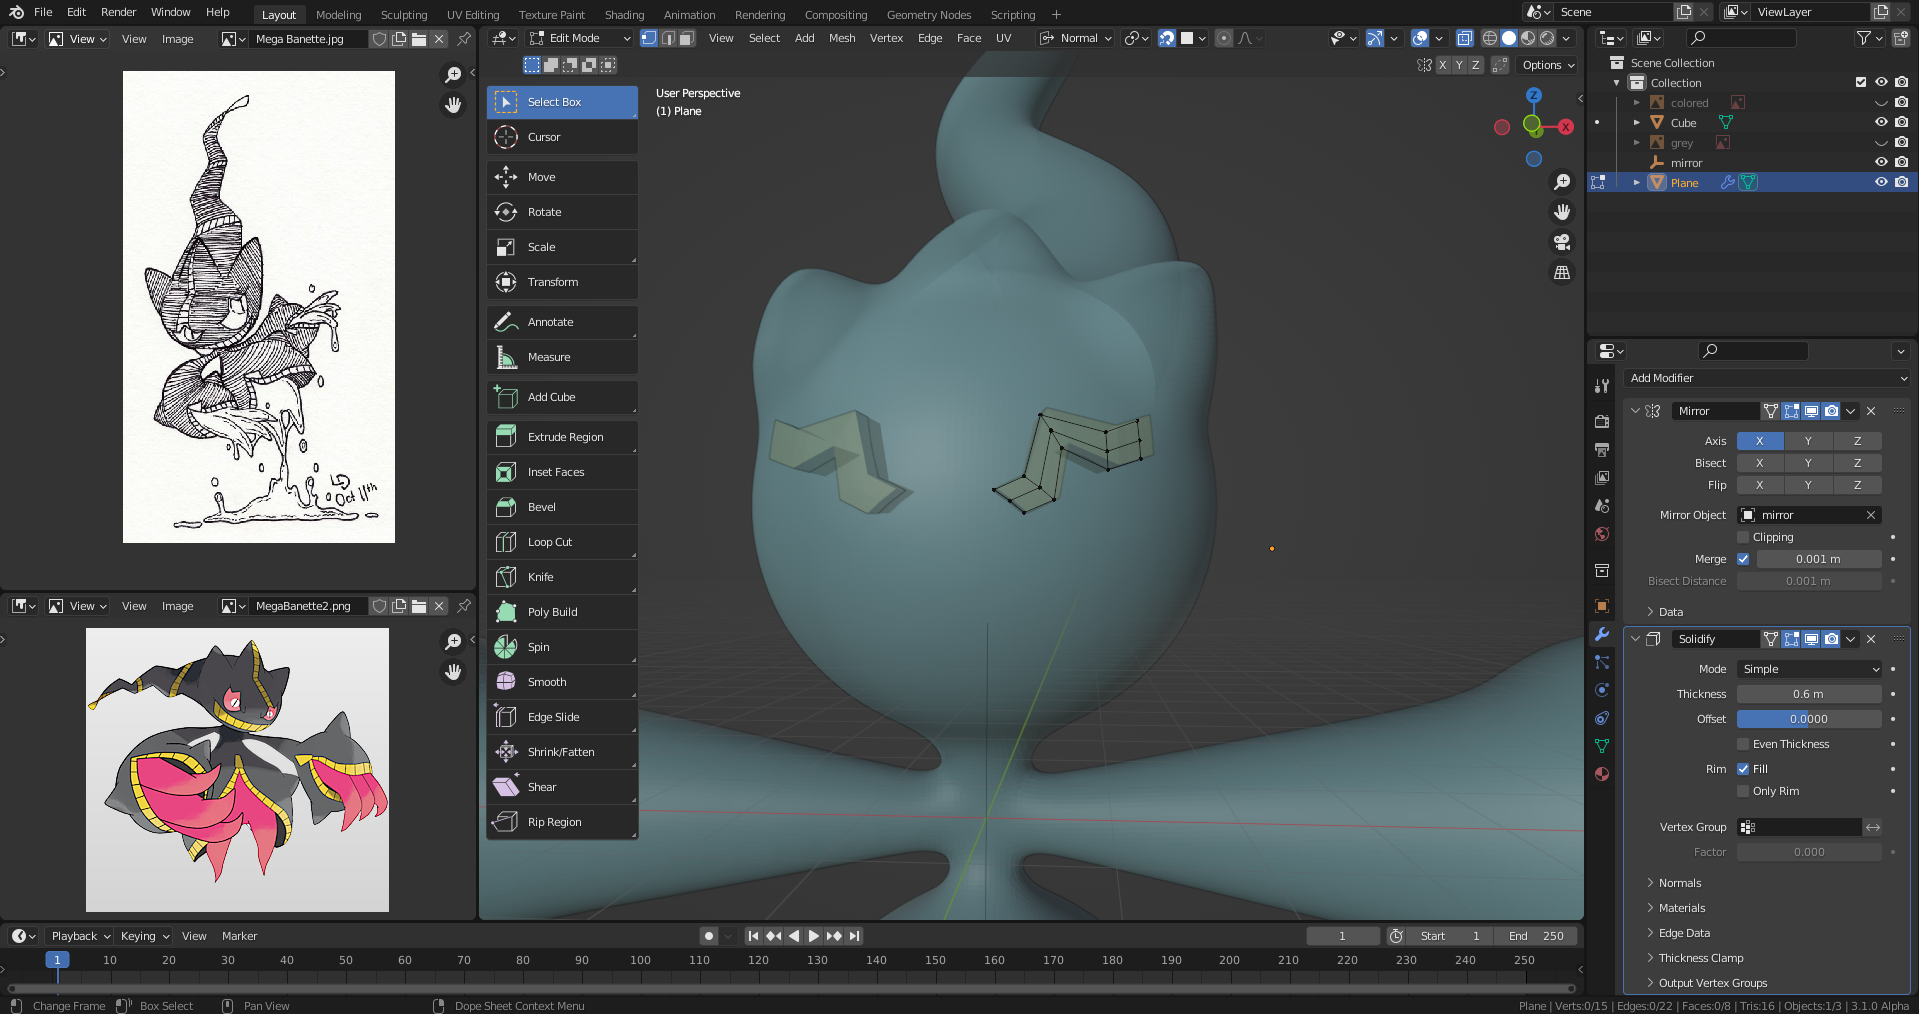 File Edit Render Window Help Layout Modeling Sculpting UV Editing Texture Paint Shading Animation Rendering Compositing Geometry Nodes Scripting + Scene ViewLayer
View View Image Mega Banette.jpg
Edit Mode View Select Add Mesh Vertex Edge Face UV Normal
X Y Z Options
Select Box
Cursor
Move
Rotate
Scale
Transform
Annotate
Measure
Add Cube
Extrude Region
Inset Faces
Bevel
Loop Cut
Knife
Poly Build
Spin
Smooth
Edge Slide
Shrink/Fatten
Shear
Rip Region
User Perspective
(1) Plane
Z
X
Y
Oct 11th
View View Image MegaBanette2.png
Scene Collection
Collection
colored
Cube
grey
mirror
Plane
Add Modifier
Mirror
Axis X Y Z
Bisect X Y Z
Flip X Y Z
Mirror Object mirror
Clipping
Merge 0.001 m
Bisect Distance 0.001 m
Data
Solidify
Mode Simple
Thickness 0.6 m
Offset 0.0000
Even Thickness
Rim Fill
Only Rim
Vertex Group
Factor 0.000
Normals
Materials
Edge Data
Thickness Clamp
Output Vertex Groups
Playback Keying View Marker 1 Start 1 End 250
1 10 20 30 40 50 60 70 80 90 100 110 120 130 140 150 160 170 180 190 200 210 220 230 240 250
Change Frame Box Select Pan View Dope Sheet Context Menu Plane | Verts:0/15 | Edges:0/22 | Faces:0/8 | Tris:16 | Objects:1/3 | 3.1.0 Alpha